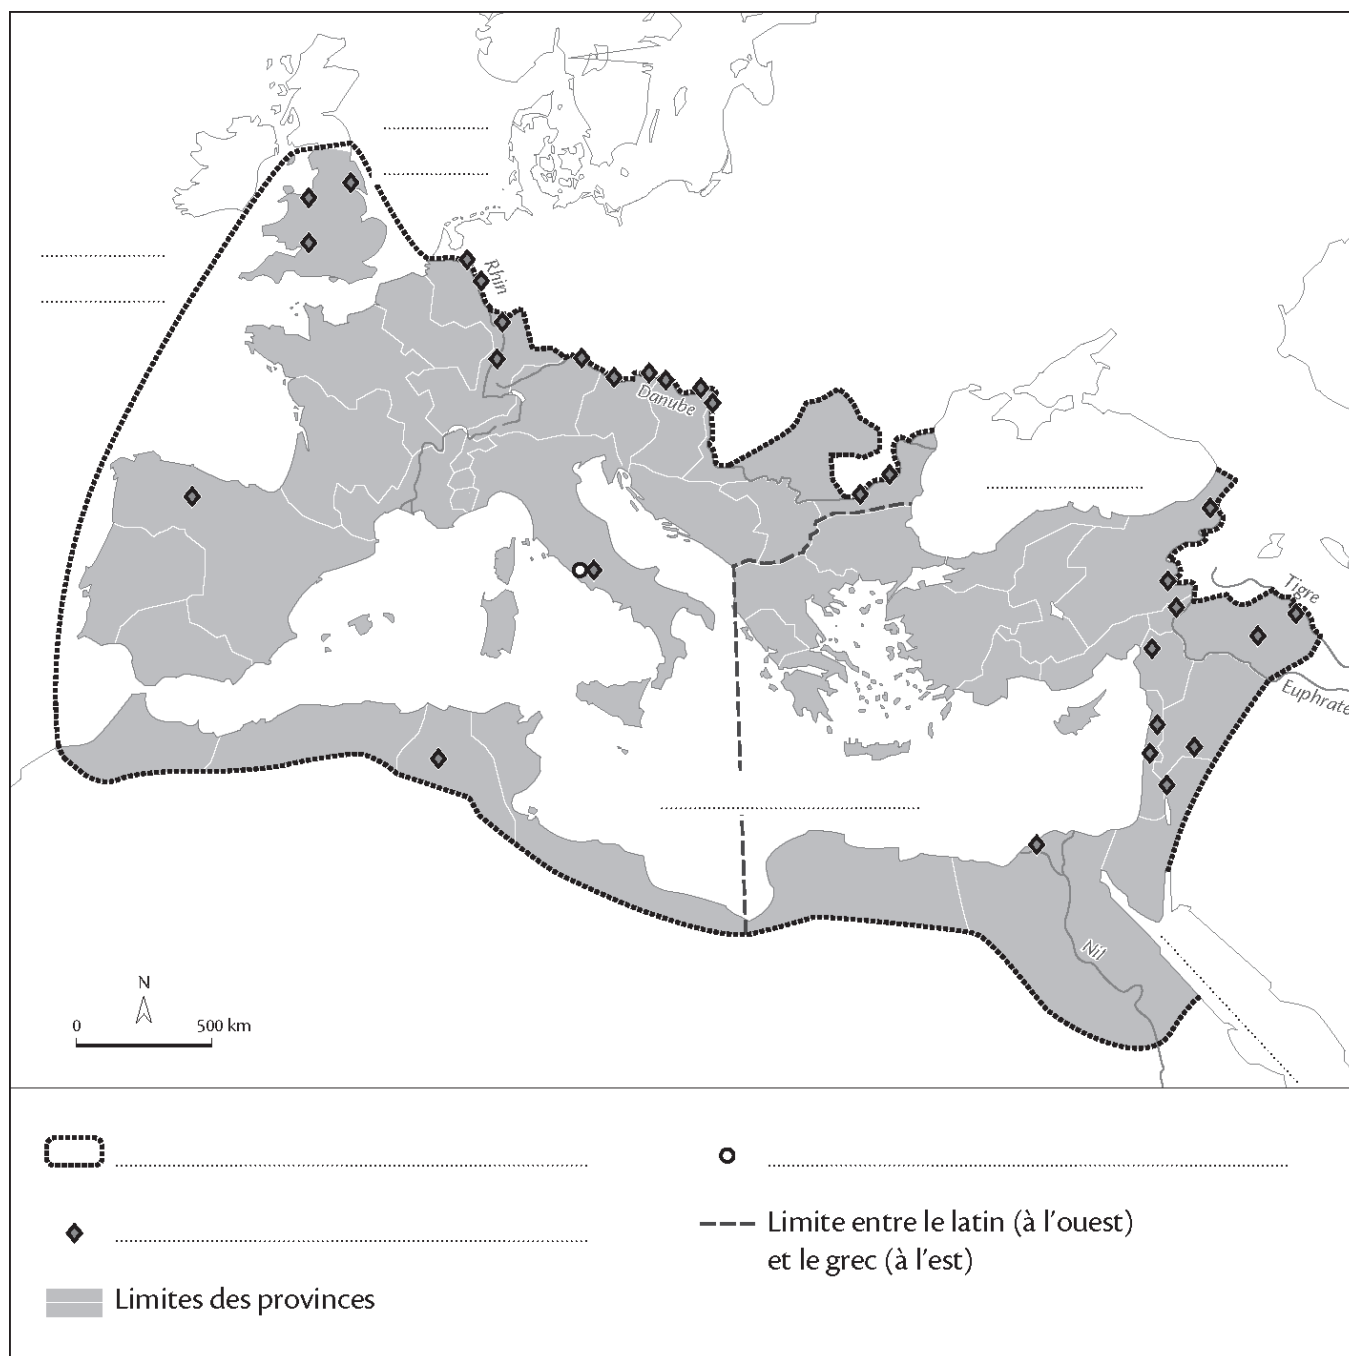 Rhin
Danube
Tigre
Euphrate
Nil
N
0 500 km
Limite entre le latin (à l'ouest)
et le grec (à l'est)
Limites des provinces